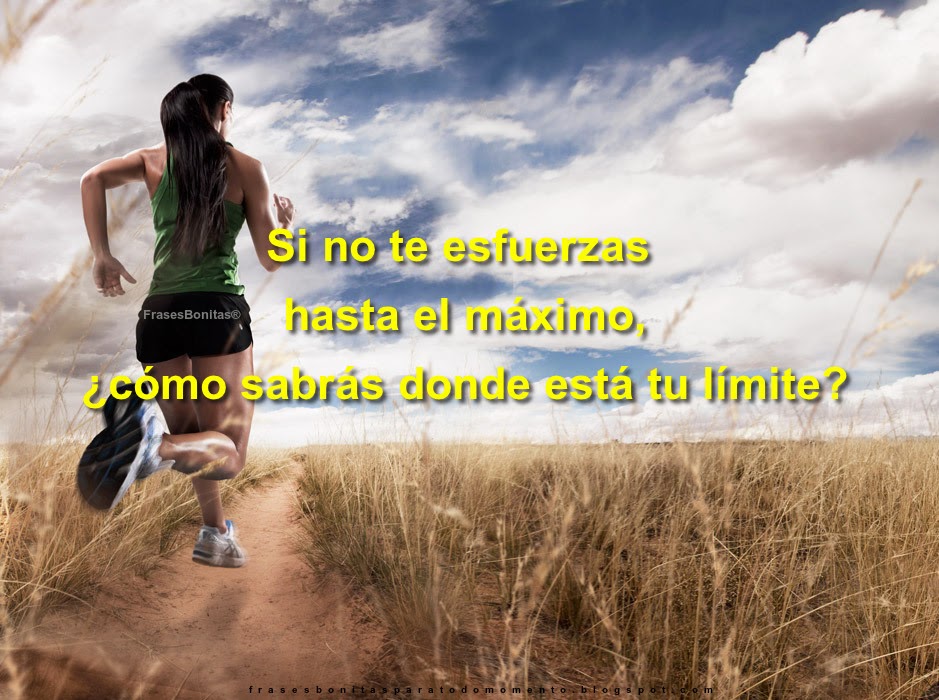 Si no te esfuerzas
hasta el máximo,
FrasesBonitas®
¿cómo sabrás donde está tu límite?
frasesbonitasparatodomomento.blogspot.com